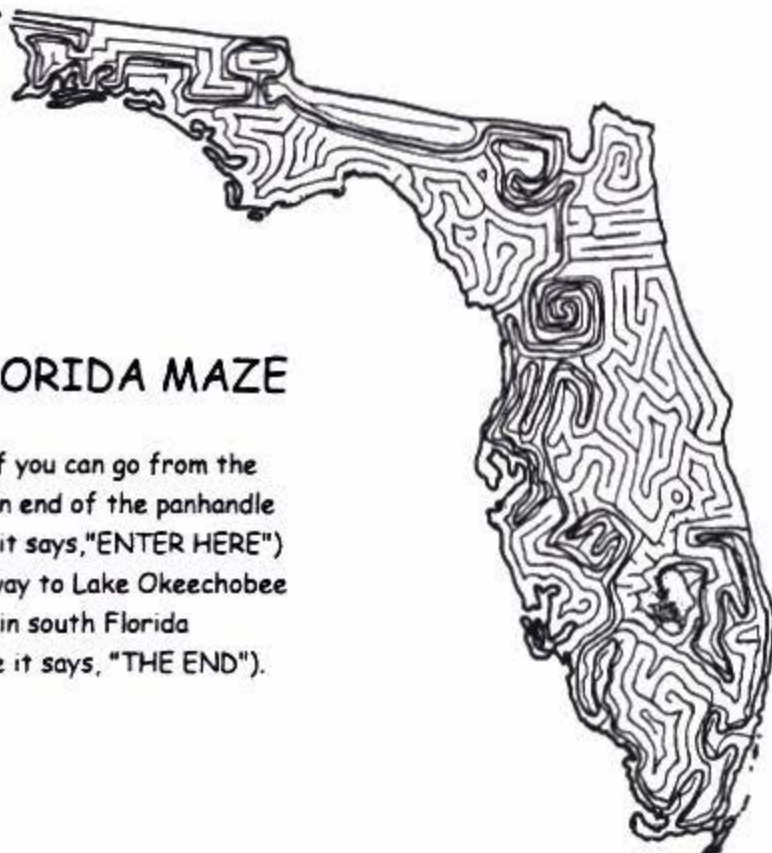 ORIDA MAZE
f you can go from the
n end of the panhandle
it says,"ENTER HERE")
way to Lake Okeechobee
in south Florida
e it says, "THE END").